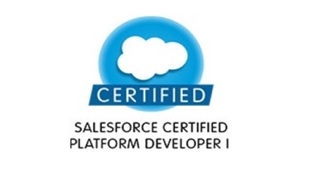 CERTIFIED
SALESFORCE CERTIFIED
PLATFORM DEVELOPER I